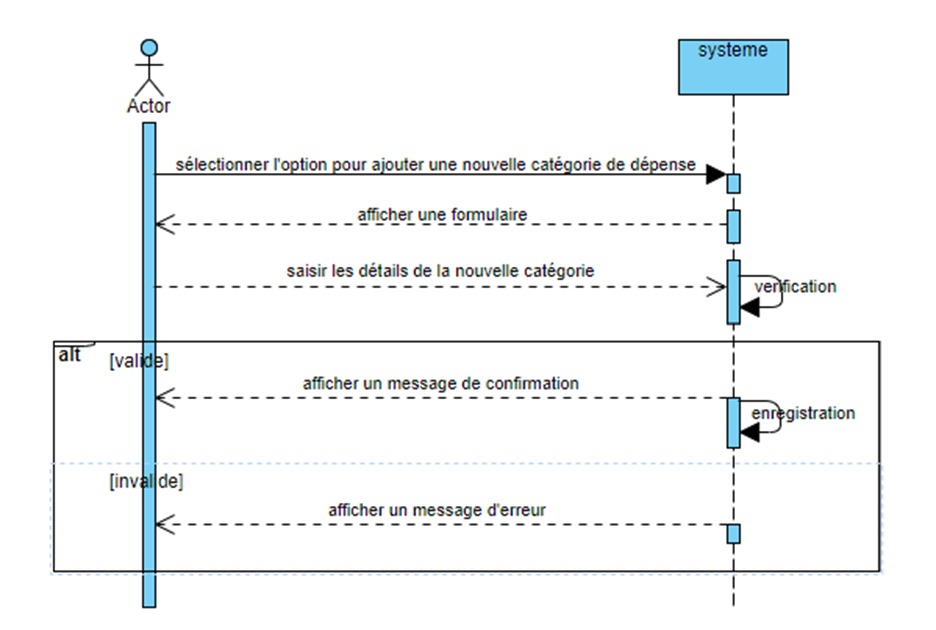 systeme
Actor
sélectionner l'option pour ajouter une nouvelle catégorie de dépense
afficher une formulaire
saisir les détails de la nouvelle catégorie
verification
alt
[valide]
afficher un message de confirmation
enregistration
[invalide]
afficher un message d'erreur